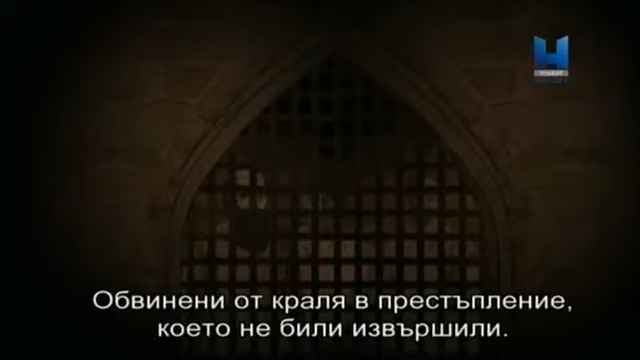 Обвинени от краля в престъпление,
което не били извършили.